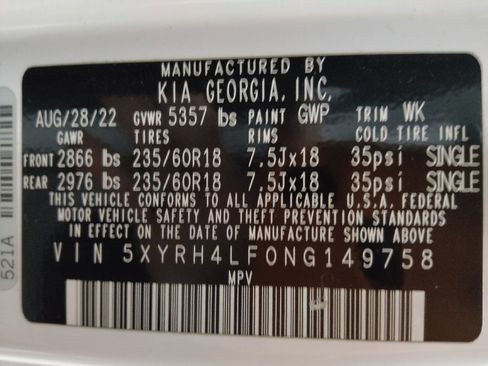 MANUFACTURED BY
KIA GEORGIA, INC.
AUG/28/22 GVWR 5357 lbs PAINT GWP TRIM WK
GAWR TIRES RIMS COLD TIRE INFL
FRONT 2866 lbs 235/60R18 7.5Jx18 35psi SINGLE
REAR 2976 lbs 235/60R18 7.5Jx18 35psi SINGLE
THIS VEHICLE CONFORMS TO ALL APPLICABLE U.S.A. FEDERAL
MOTOR VEHICLE SAFETY AND THEFT PREVENTION STANDARDS
IN EFFECT ON THE DATE OF MANUFACTURE SHOWN ABOVE
VIN 5XYRH4LF0NG149758
MPV
521A